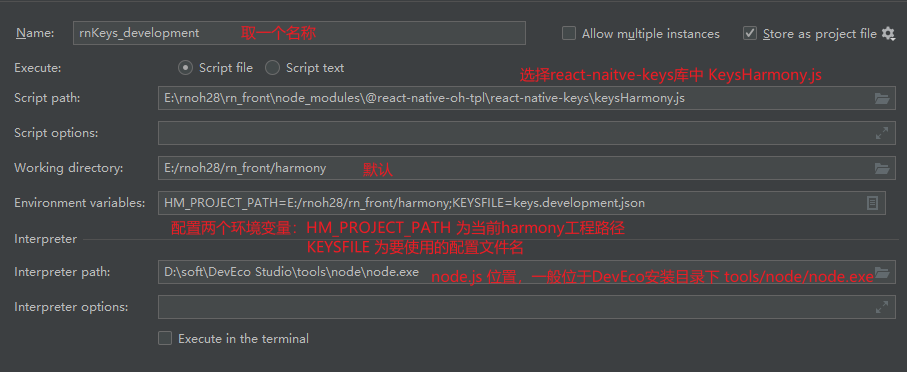 Name: rnKeys_development 取一个名称 Allow multiple instances Store as project file
Execute: Script file Script text
选择react-naitve-keys库中 KeysHarmony.js
Script path: E:\rnoh28\rn_front\node_modules\@react-native-oh-tpl\react-native-keys\keysHarmony.js
Script options:
Working directory: E:/rnoh28/rn_front/harmony 默认
Environment variables: HM_PROJECT_PATH=E:/rnoh28/rn_front/harmony;KEYSFILE=keys.development.json
配置两个环境变量：HM_PROJECT_PATH 为当前harmony工程路径
Interpreter
KEYSFILE 为要使用的配置文件名
Interpreter path: D:\soft\DevEco Studio\tools\node\node.exe node.js 位置，一般位于DevEco安装目录下 tools/node/node.exe
Interpreter options:
Execute in the terminal